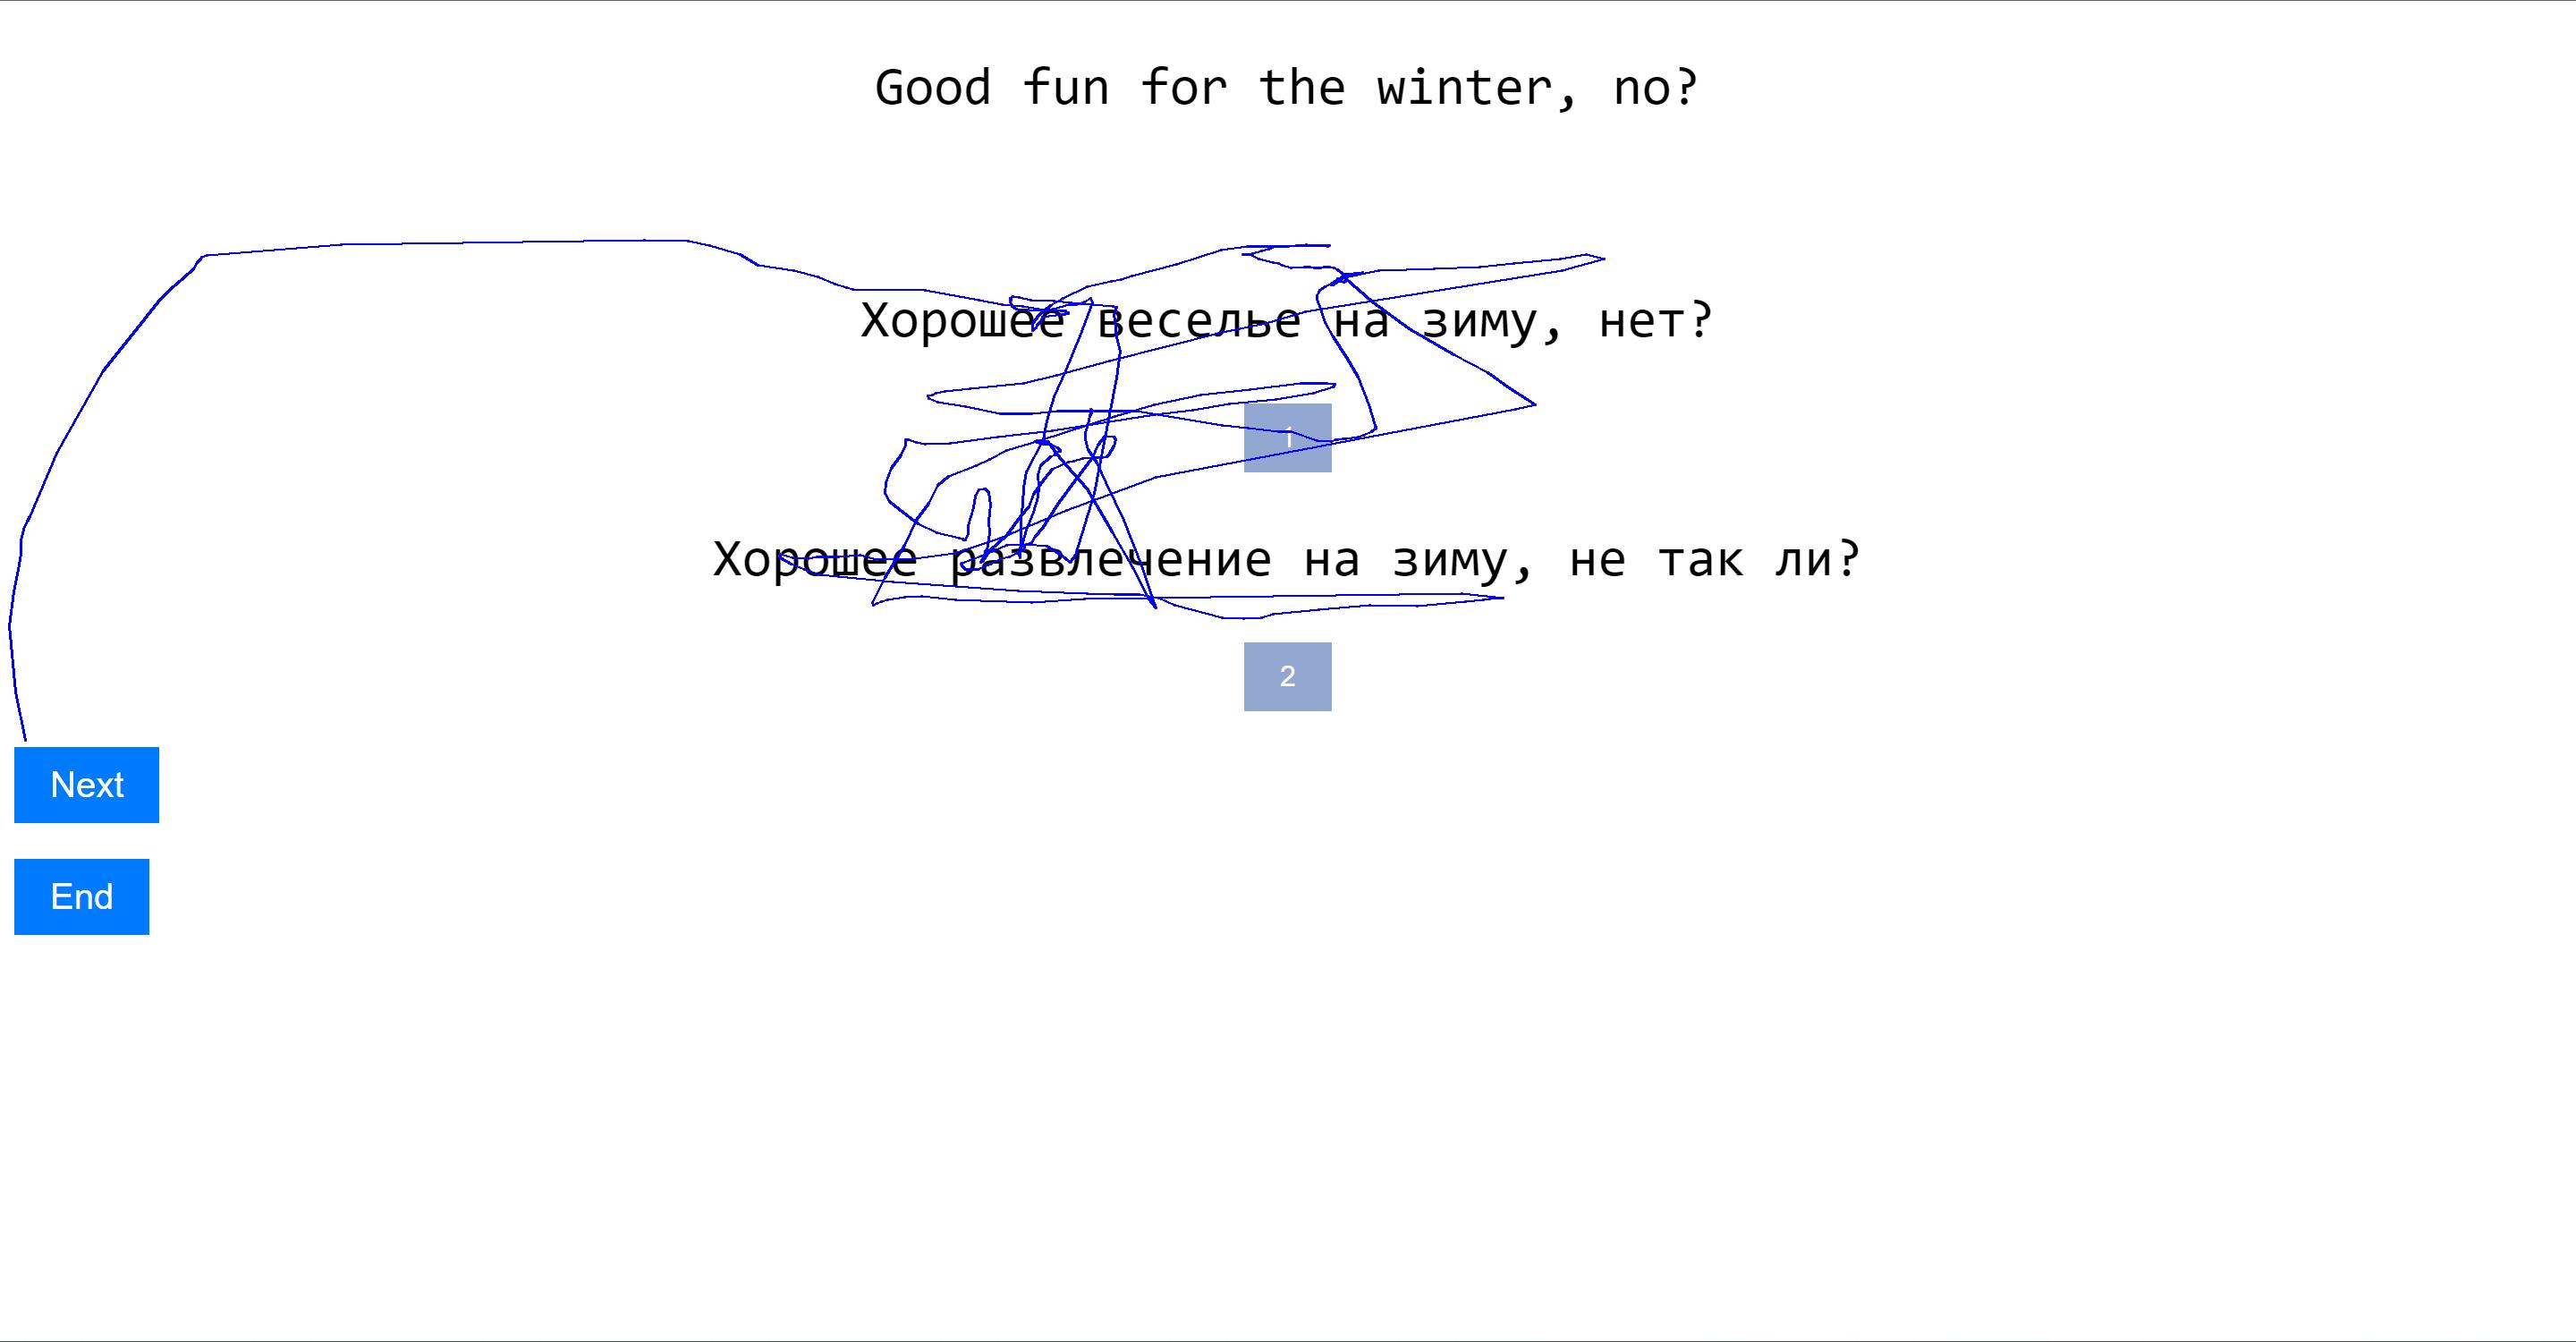 Good fun for the winter, no?
Хорошее веселье на зиму, нет?
1
Хорошее развлечение на зиму, не так ли?
2
Next
End